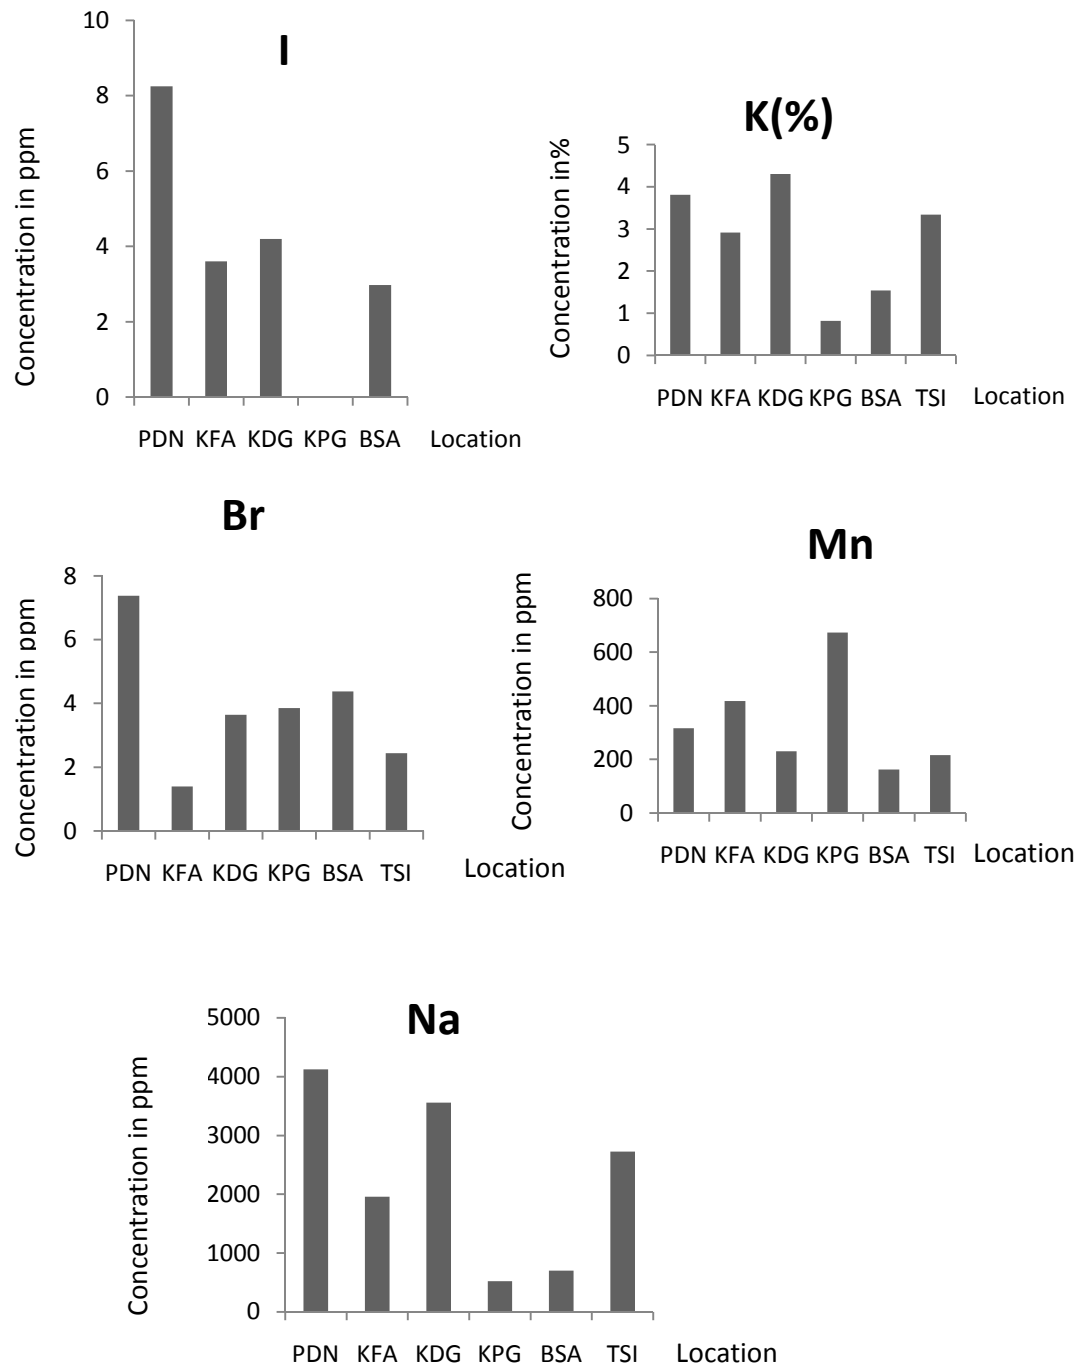 I
Concentration in ppm
10
8
6
4
2
0
PDN KFA KDG KPG BSA Location
K(%)
Concentration in%
5
4
3
2
1
0
PDN KFA KDG KPG BSA TSI Location
Br
Concentration in ppm
8
6
4
2
0
PDN KFA KDG KPG BSA TSI Location
Mn
Concentration in ppm
800
600
400
200
0
PDN KFA KDG KPG BSA TSI Location
Na
Concentration in ppm
5000
4000
3000
2000
1000
0
PDN KFA KDG KPG BSA TSI Location